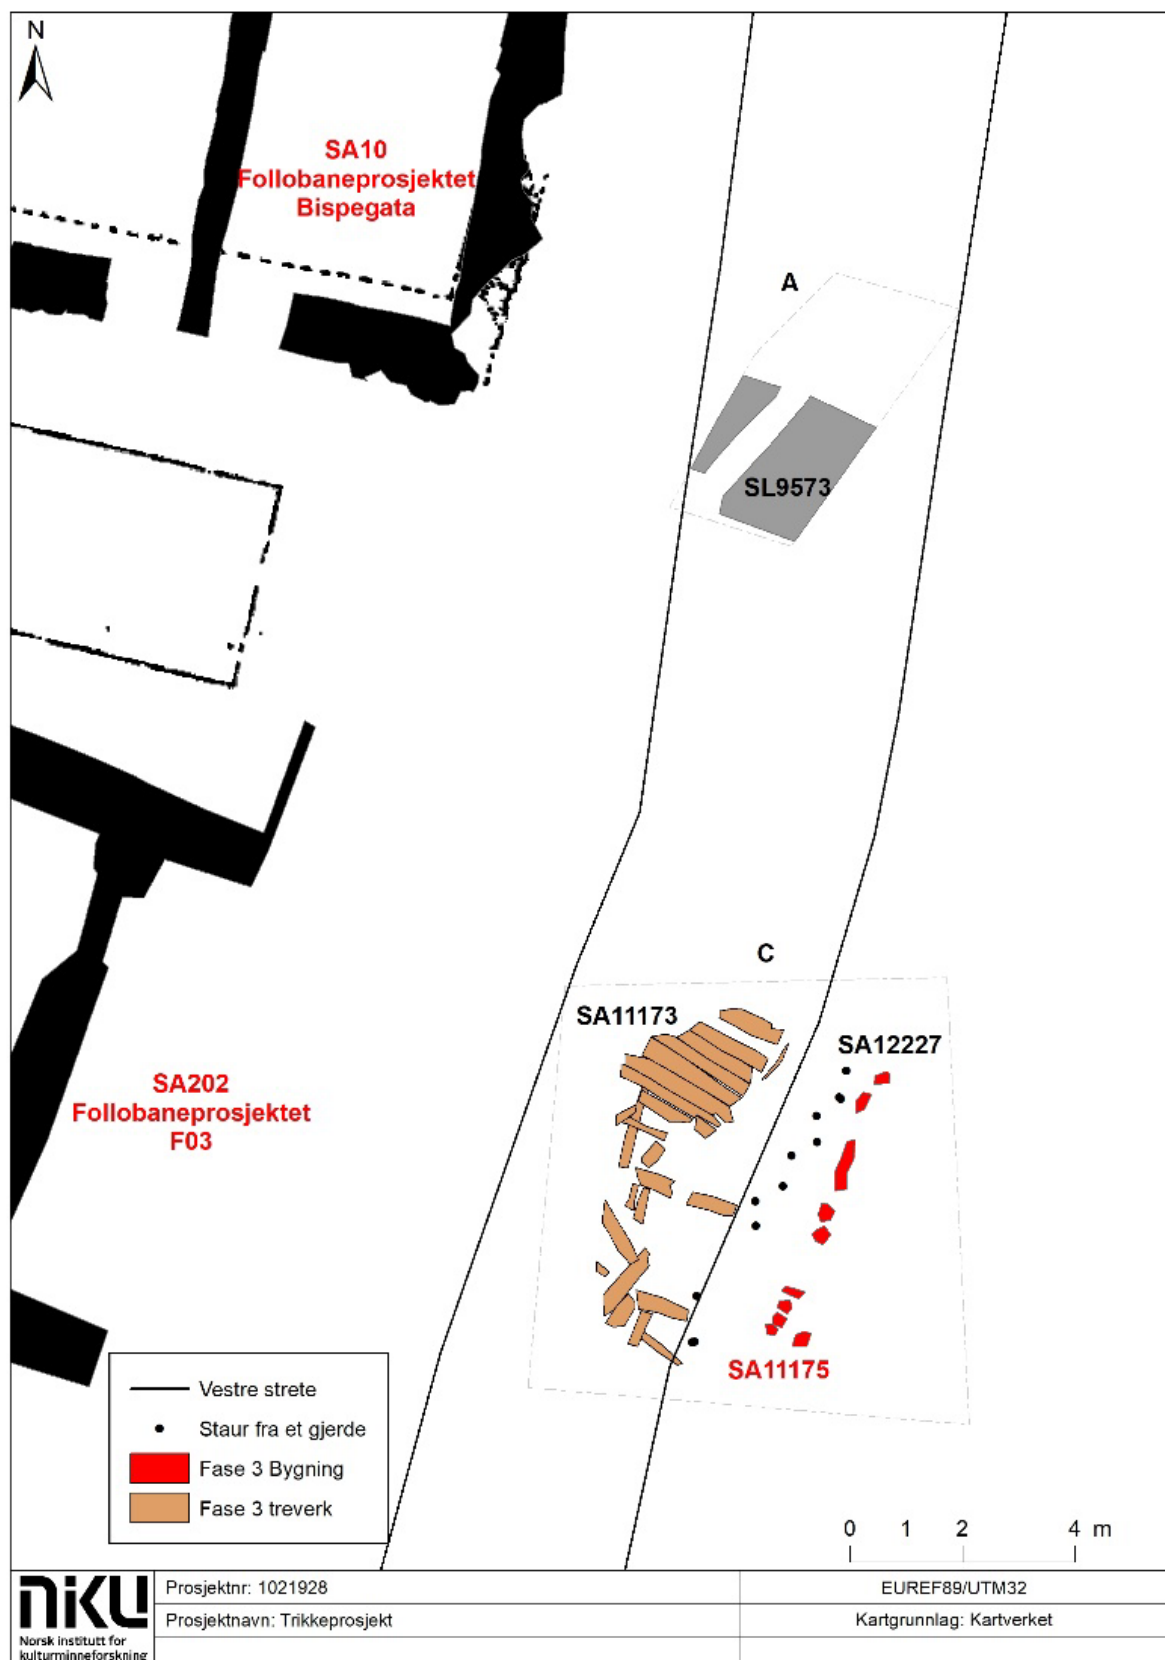 N
SA10
Follobaneprosjektet
Bispegata
A
SL9573
C
SA11173
SA12227
SA202
Follobaneprosjektet
F03
SA11175
Vestre strete
Staur fra et gjerde
Fase 3 Bygning
Fase 3 treverk
0 1 2 4 m
NIKU
Norsk institutt for
kulturminneforskning
Prosjektnr: 1021928
EUREF89/UTM32
Prosjektnavn: Trikkeprosjekt
Kartgrunnlag: Kartverket